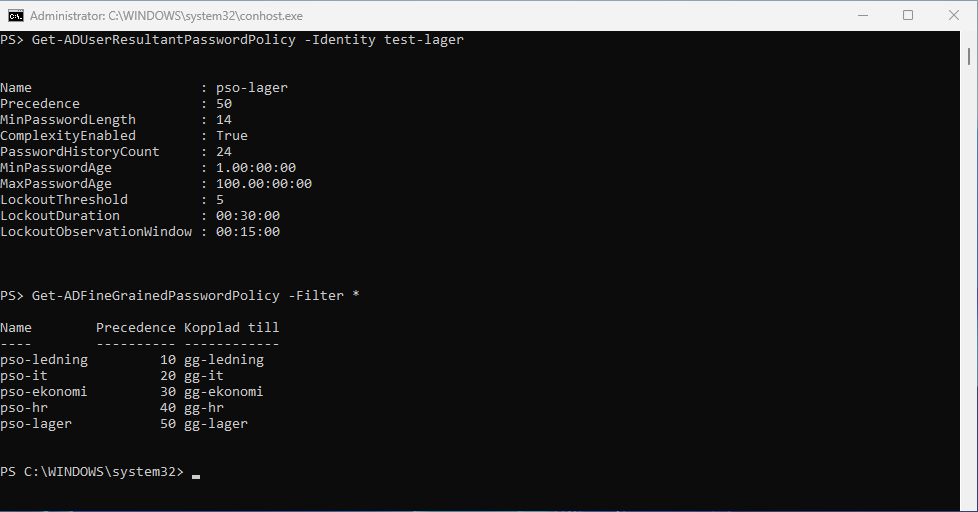 Administrator: C:\WINDOWS\system32\conhost.exe
PS> Get-ADUserResultantPasswordPolicy -Identity test-lager
Name                     : pso-lager
Precedence               : 50
MinPasswordLength        : 14
ComplexityEnabled        : True
PasswordHistoryCount     : 24
MinPasswordAge           : 1.00:00:00
MaxPasswordAge           : 100.00:00:00
LockoutThreshold         : 5
LockoutDuration          : 00:30:00
LockoutObservationWindow : 00:15:00
PS> Get-ADFineGrainedPasswordPolicy -Filter *
Name        Precedence Kopplad till
----        ---------- ------------
pso-ledning         10 gg-ledning
pso-it              20 gg-it
pso-ekonomi         30 gg-ekonomi
pso-hr              40 gg-hr
pso-lager           50 gg-lager
PS C:\WINDOWS\system32>